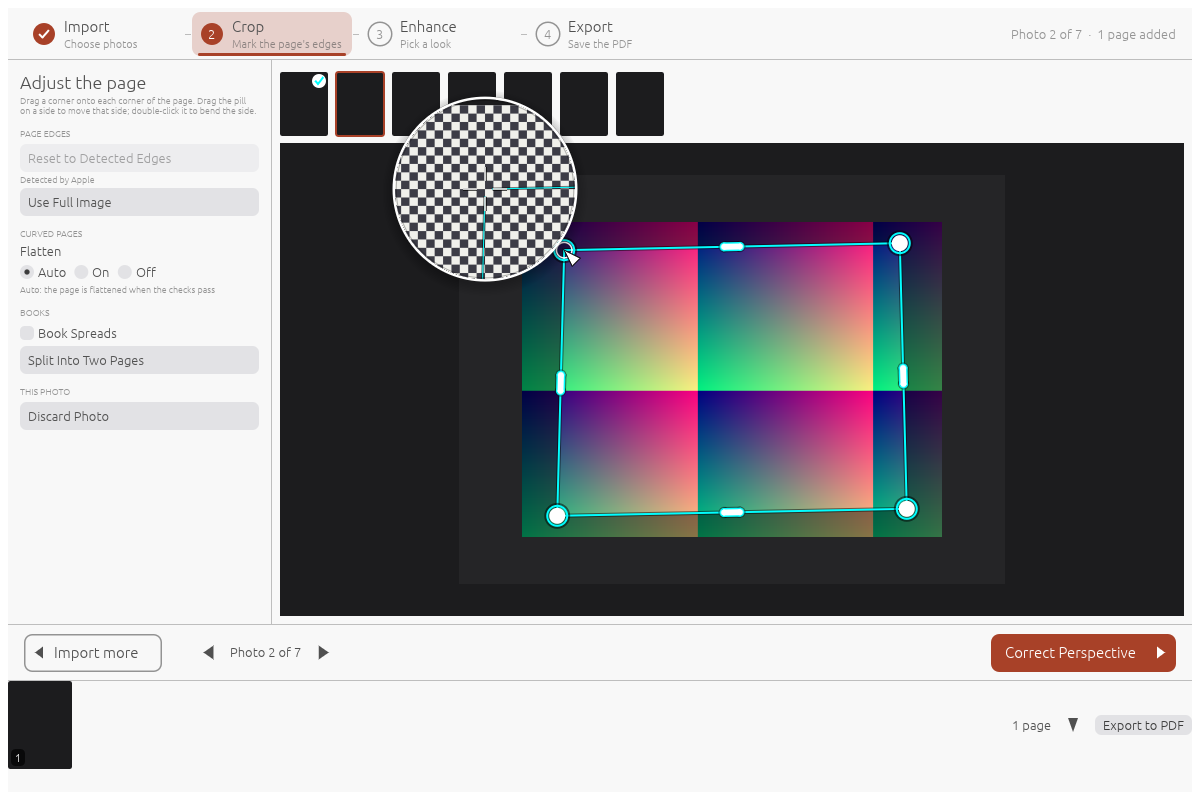 Import
Choose photos
2
Crop
Mark the page's edges
3
Enhance
Pick a look
4
Export
Save the PDF
Photo 2 of 7 · 1 page added
Adjust the page
Drag a corner onto each corner of the page. Drag the pill
on a side to move that side; double-click it to bend the side.
PAGE EDGES
Reset to Detected Edges
Detected by Apple
Use Full Image
CURVED PAGES
Flatten
Auto On Off
Auto: the page is flattened when the checks pass
BOOKS
Book Spreads
Split Into Two Pages
THIS PHOTO
Discard Photo
Import more
Photo 2 of 7
Correct Perspective
1
1 page
Export to PDF